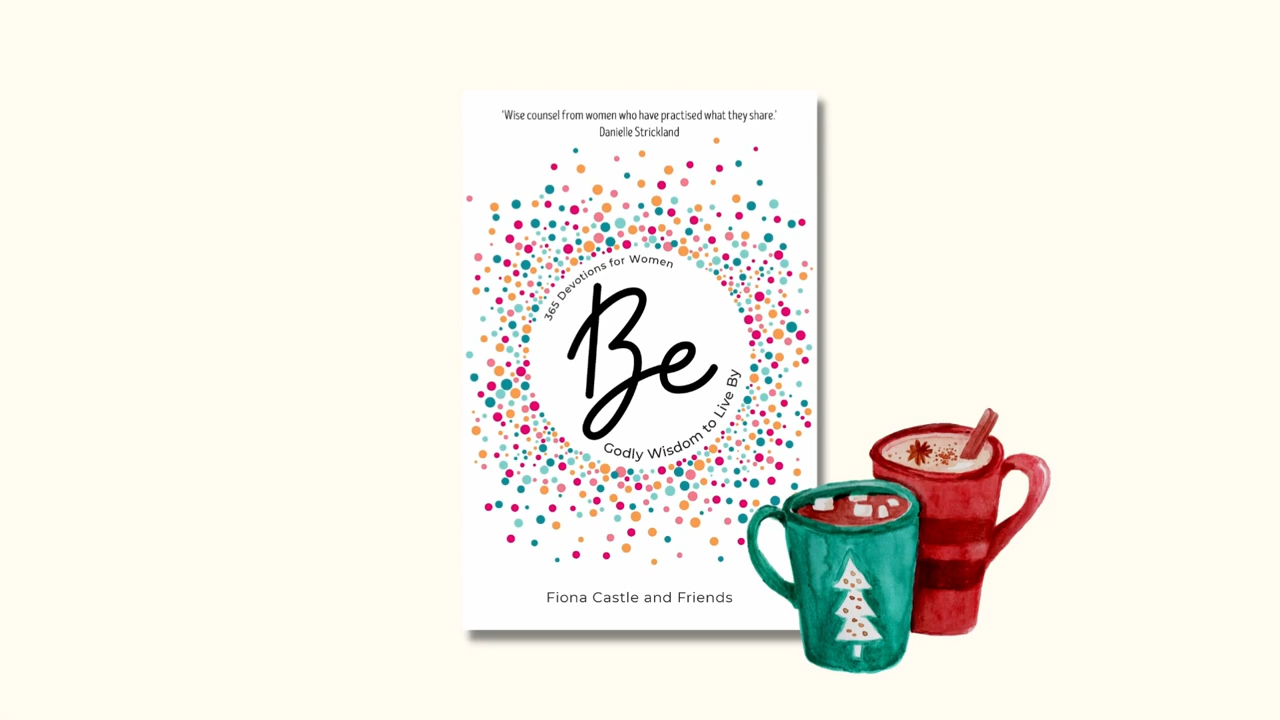 'Wise counsel from women who have practised what they share.'
Danielle Strickland
365 Devotions for Women
Be
Godly Wisdom to Live By
Fiona Castle and Friends